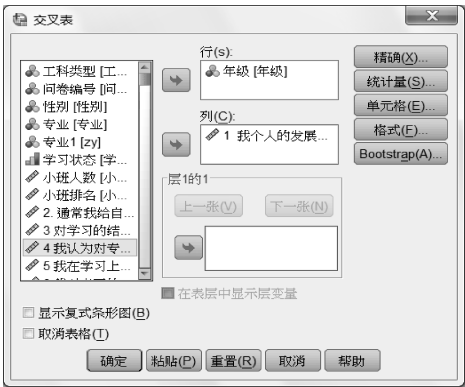 交叉表
行(s):
年级 [年级]
列(C):
1 我个人的发展...
层1的1
上一张(V)
下一张(N)
在表层中显示层变量
工科类型 [工...
问卷编号 [问...
性别 [性别]
专业 [专业]
专业1 [zy]
学习状态 [学...
小班人数 [小...
小班排名 [小...
2. 通常我给自...
3 对学习的结...
4 我认为对专...
5 我在学习上...
精确(X)...
统计量(S)...
单元格(E)...
格式(F)...
Bootstrap(A)...
显示复式条形图(B)
取消表格(T)
确定
粘贴(P)
重置(R)
取消
帮助